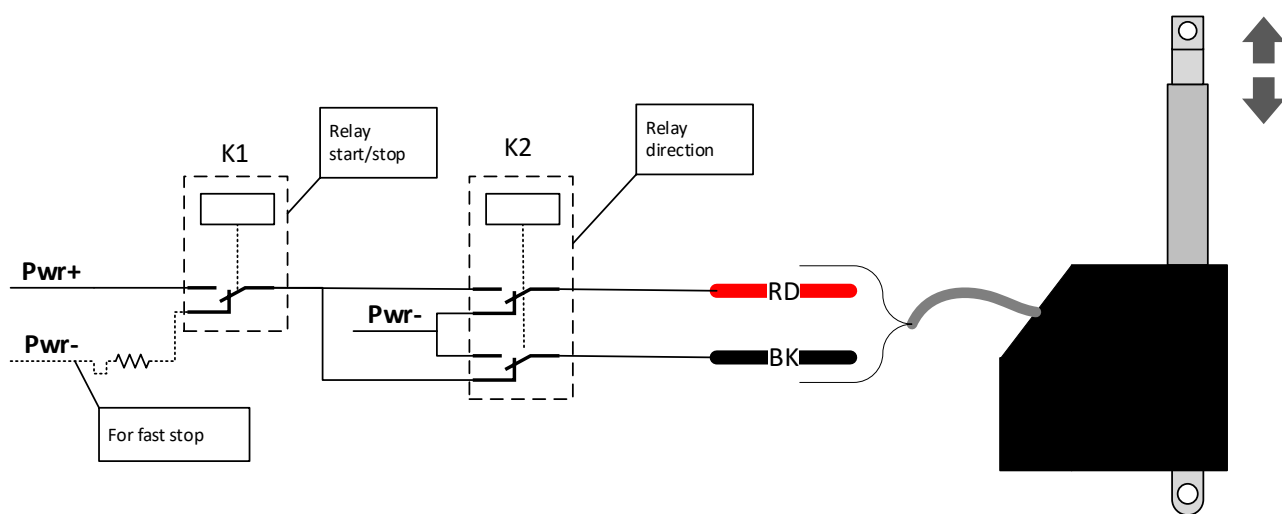 K1
Relay
start/stop
K2
Relay
direction
Pwr+
Pwr-
Pwr-
RD
BK
For fast stop